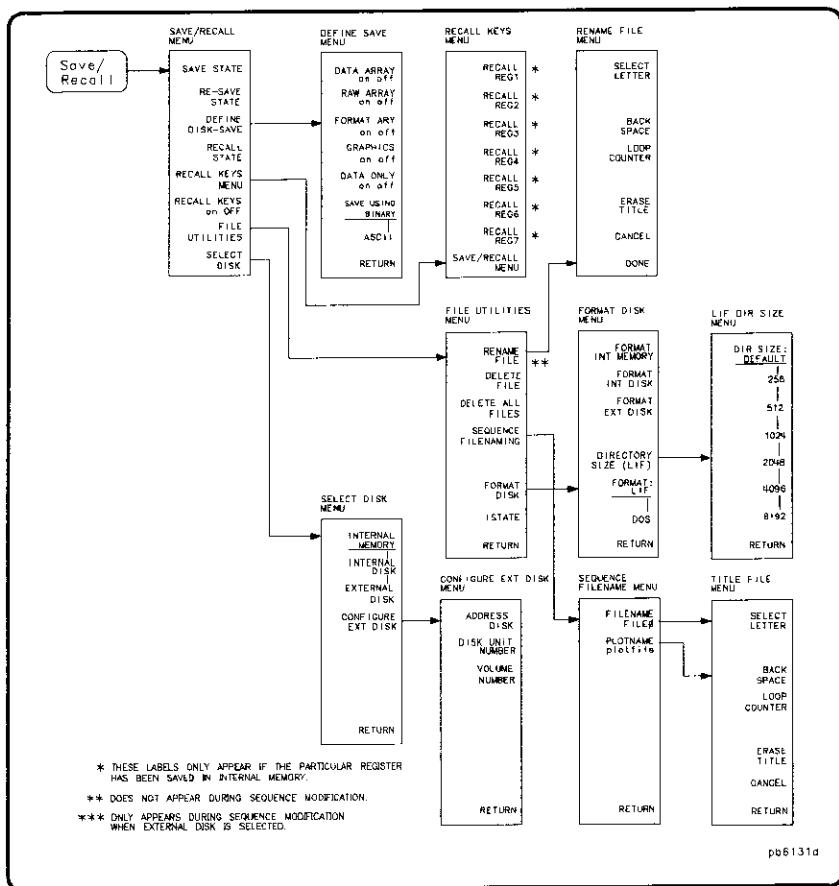 Save/
Recall
SAVE/RECALL
MENU
SAVE STATE
RE-SAVE
STATE
DEFINE
DISK-SAVE
RECALL
STATE
RECALL KEYS
MENU
RECALL KEYS
on OFF
FILE
UTILITIES
SELECT
DISK
DEFINE SAVE
MENU
DATA ARRAY
on off
RAW ARRAY
on off
FORMAT ARY
on off
GRAPHICS
on off
DATA ONLY
on off
SAVE USING
BINARY
ASCII
RETURN
RECALL KEYS
MENU
RECALL
REG1 *
RECALL
REG2 *
RECALL
REG3 *
RECALL
REG4 *
RECALL
REG5 *
RECALL
REG6 *
RECALL
REG7 *
SAVE/RECALL
MENU
RENAME FILE
MENU
SELECT
LETTER
BACK
SPACE
LOOP
COUNTER
ERASE
TITLE
CANCEL
DONE
FILE UTILITIES
MENU
RENAME
FILE **
DELETE
FILE
DELETE ALL
FILES
SEQUENCE
FILENAMING
FORMAT
DISK
ISTATE
RETURN
FORMAT DISK
MENU
FORMAT
INT MEMORY
FORMAT
INT DISK
FORMAT
EXT DISK
DIRECTORY
SIZE (LIF)
FORMAT:
LIF
DOS
RETURN
LIF DIR SIZE
MENU
DIR SIZE:
DEFAULT
256
512
1024
2048
4096
8192
RETURN
SELECT DISK
MENU
INTERNAL
MEMORY
INTERNAL
DISK
EXTERNAL
DISK
CONFIGURE
EXT DISK
RETURN
CONFIGURE EXT DISK
MENU
ADDRESS
DISK
DISK UNIT
NUMBER
VOLUME
NUMBER
RETURN
SEQUENCE
FILENAME MENU
FILENAME
FILE0
PLOTNAME
plotfile
RETURN
TITLE FILE
MENU
SELECT
LETTER
BACK
SPACE
LOOP
COUNTER
ERASE
TITLE
CANCEL
RETURN
* THESE LABELS ONLY APPEAR IF THE PARTICULAR REGISTER
HAS BEEN SAVED IN INTERNAL MEMORY.
** DOES NOT APPEAR DURING SEQUENCE MODIFICATION.
*** ONLY APPEARS DURING SEQUENCE MODIFICATION
WHEN EXTERNAL DISK IS SELECTED.
pb6131d